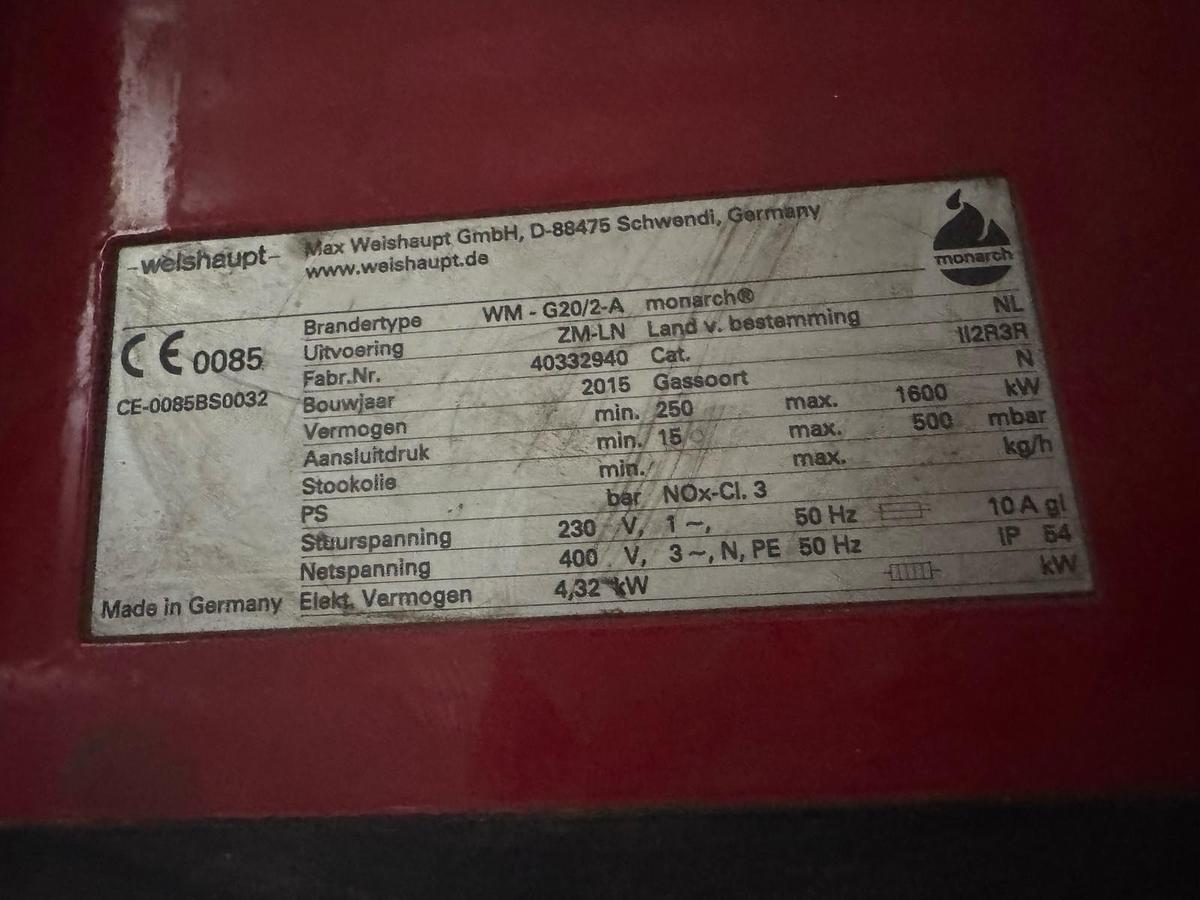 -weishaupt- Max Weishaupt GmbH, D-88475 Schwendi, Germany
www.weishaupt.de
monarch
Brandertype WM - G20/2-A monarch®
Uitvoering ZM-LN Land v. bestemming NL
Fabr.Nr. 40332940 Cat. II2R3R
Bouwjaar 2015 Gassoort N
Vermogen min. 250 max. 1600 kW
Aansluitdruk min. 15 max. 500 mbar
Stookolie min. max. kg/h
PS bar NOx-Cl. 3
Stuurspanning 230 V, 1~, 50 Hz 10 A gl
Netspanning 400 V, 3~, N, PE 50 Hz IP 54
Elekt. Vermogen 4,32 kW kW
CE 0085
CE-0085BS0032
Made in Germany